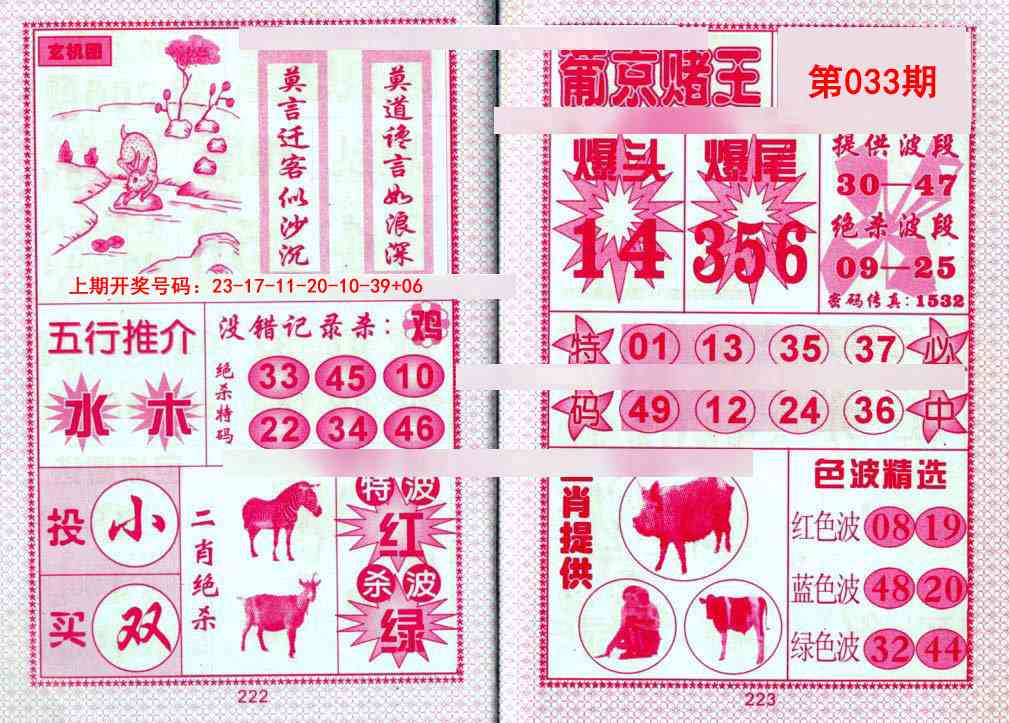 玄机图
莫道谗言如浪深
莫言迁客似沙沉
上期开奖号码：23-17-11-20-10-39+06
五行推介
水 木
没错记录杀：鸡
绝杀特码
33 45 10
22 34 46
投 小
买 双
二肖绝杀
特波
红
杀波
绿
222
葡京赌王
第033期
爆头
14
爆尾
356
提供波段
30—47
绝杀波段
09—25
密码传真：1532
特 01 13 35 37 必
码 49 12 24 36 中
肖提供
色波精选
红色波 08 19
蓝色波 48 20
绿色波 32 44
223